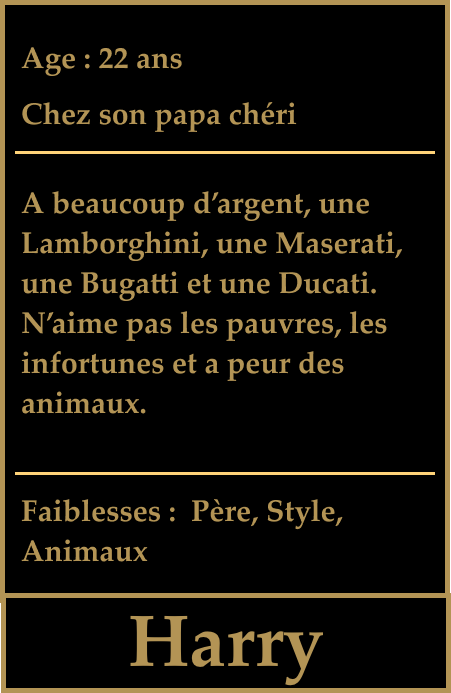 Age : 22 ans
Chez son papa chéri
A beaucoup d’argent, une
Lamborghini, une Maserati,
une Bugatti et une Ducati.
N’aime pas les pauvres, les
infortunes et a peur des
animaux.
Faiblesses :  Père, Style,
Animaux
Harry